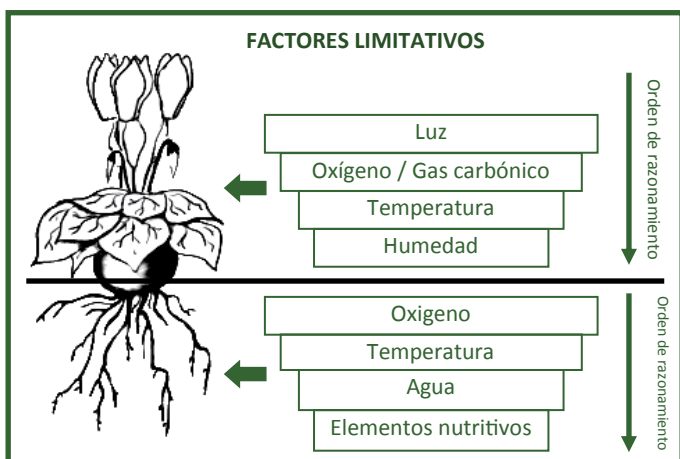 FACTORES LIMITATIVOS
Luz
Oxígeno / Gas carbónico
Temperatura
Humedad
Orden de razonamiento
Oxigeno
Temperatura
Agua
Elementos nutritivos
Orden de razonamiento